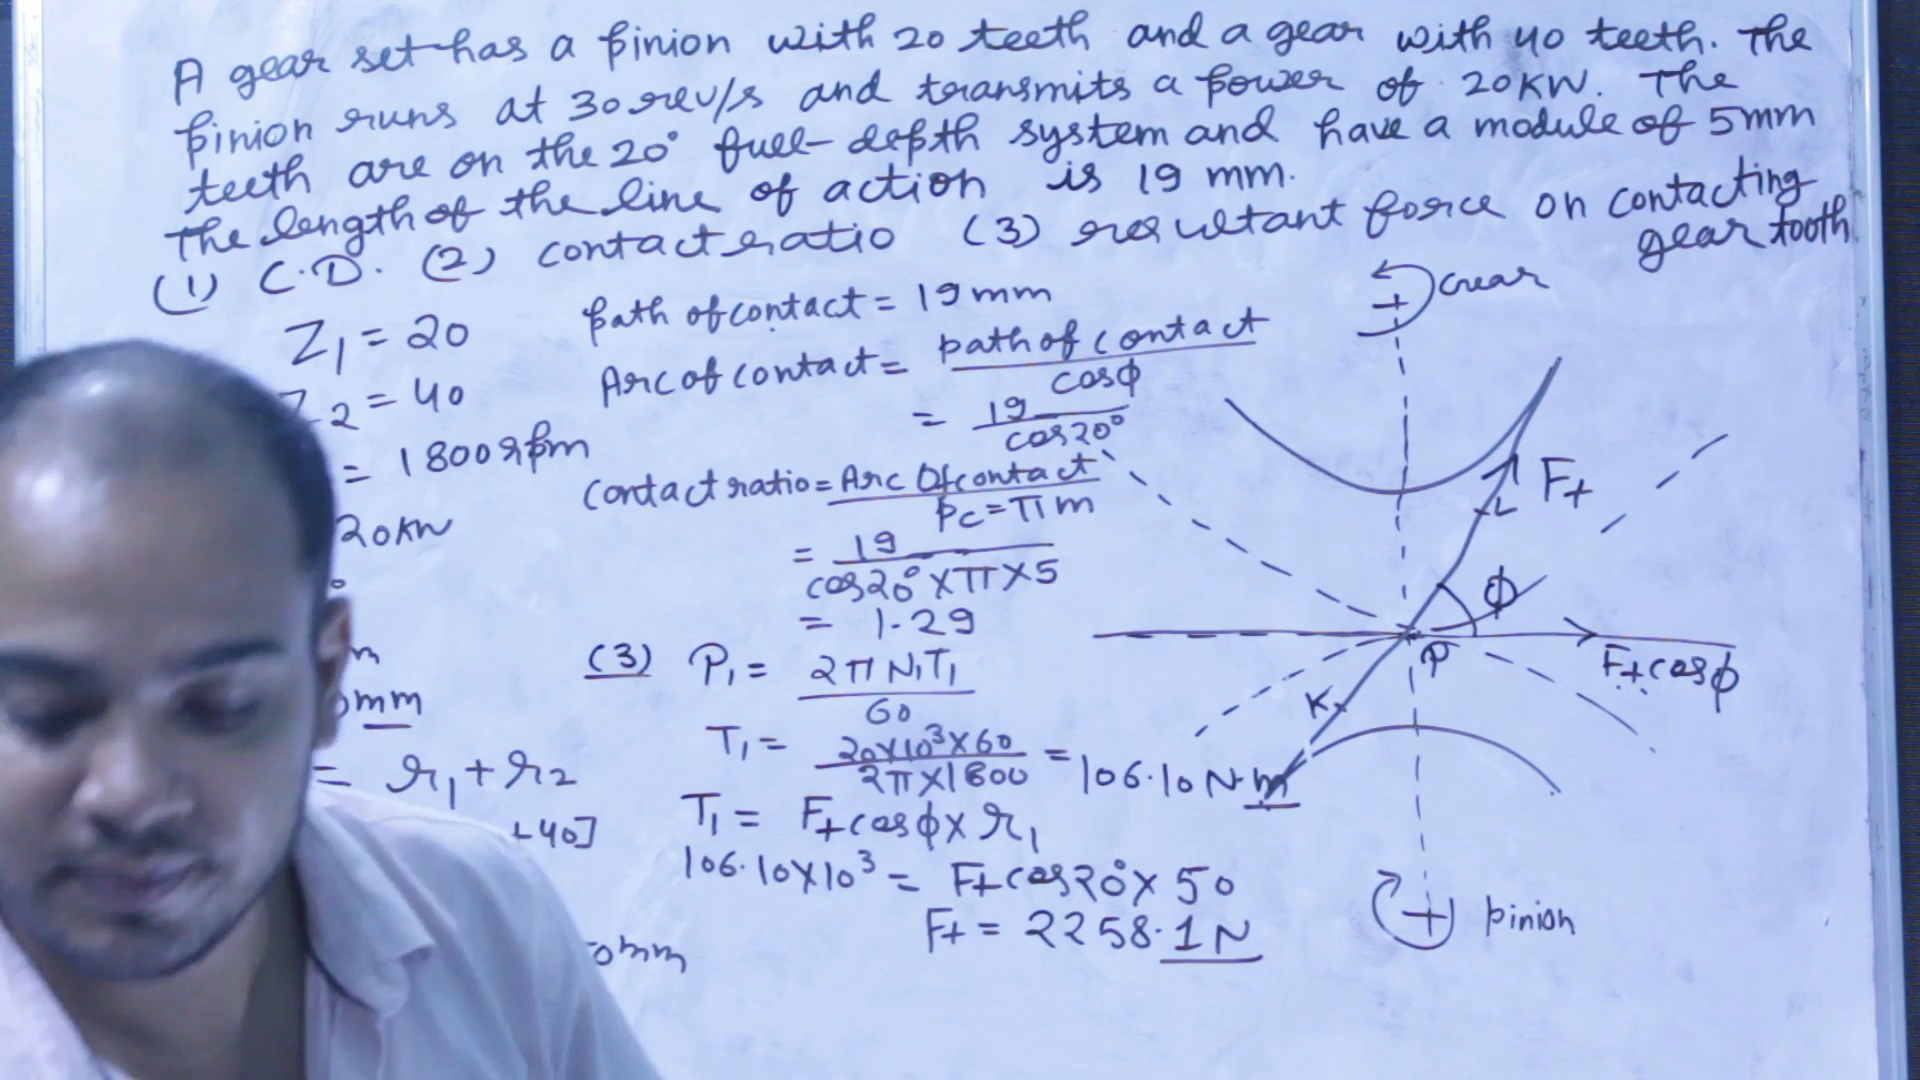 A gear set has a pinion with 20 teeth and a gear with 40 teeth. The
pinion runs at 30 rev/s and transmits a power of 20KW. The
teeth are on the 20° full-depth system and have a module of 5mm
The length of the line of action is 19 mm.
(1) C.D. (2) contact ratio (3) resultant force on contacting
gear tooth
Z1 = 20
2 = 40
= 1800 rpm
20KW
°
m
mm
= r1 + r2
+40]
0mm
Path of contact = 19mm
Arc of contact = path of contact
cosϕ
= 19
cos20°
Contact ratio = Arc Of contact
Pc = πm
= 19
cos20° × π × 5
= 1.29
(3) P1 = 2πN1T1
60
T1 = 20×10³×60 = 106.10 N.m
2π×1800
T1 = Ft cosϕ × r1
106.10×10³ = Ft cos20° × 50
Ft = 2258.1N
Gear
Ft
L
ϕ
P
Ft cosϕ
K
pinion